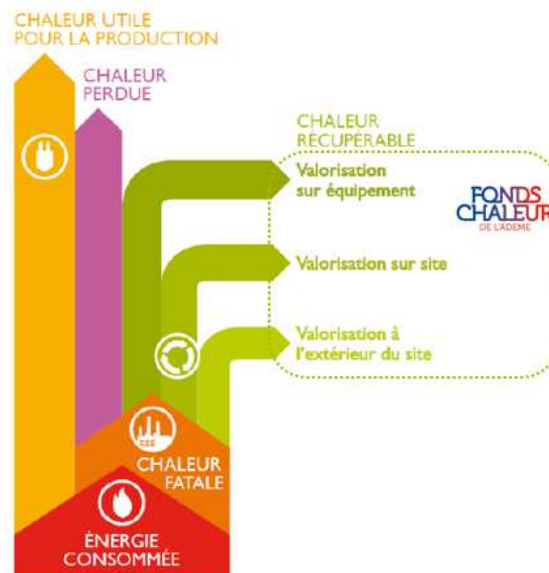 CHALEUR UTILE
POUR LA PRODUCTION
CHALEUR
PERDUE
CHALEUR
RÉCUPÉRABLE
Valorisation
sur équipement
FONDS
CHALEUR
DE L'ADEME
Valorisation sur site
Valorisation à
l'extérieur du site
CHALEUR
FATALE
ÉNERGIE
CONSOMMÉE